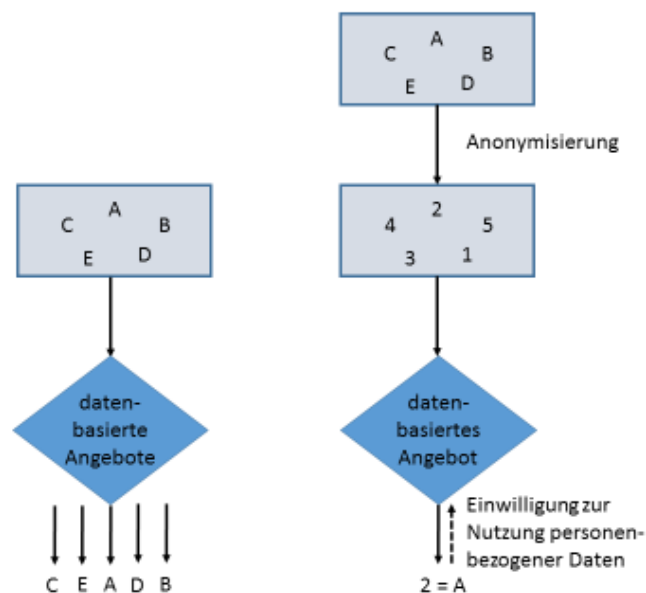 A
C B
E D
daten-
basierte
Angebote
C E A D B
A
C B
E D
Anonymisierung
2
4 5
3 1
daten-
basiertes
Angebot
Einwilligung zur
Nutzung personen-
bezogener Daten
2 = A